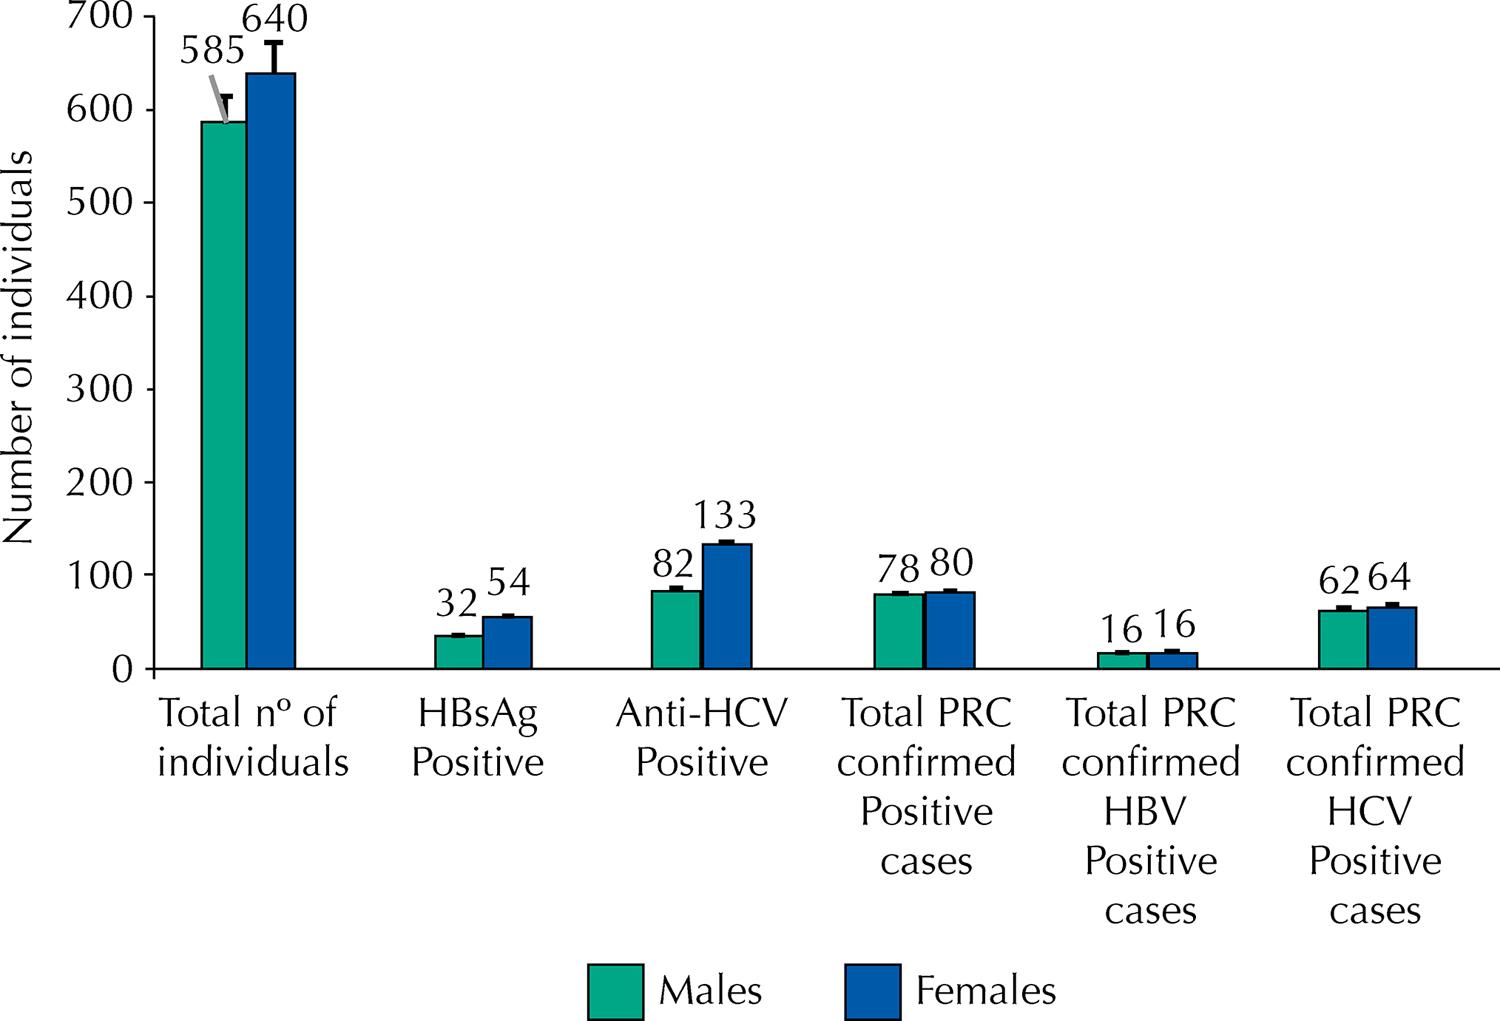 Number of individuals
700
600
500
400
300
200
100
0
585
640
32
54
82
133
78
80
16
16
62
64
Total nº of
individuals
HBsAg
Positive
Anti-HCV
Positive
Total PRC
confirmed
Positive
cases
Total PRC
confirmed
HBV
Positive
cases
Total PRC
confirmed
HCV
Positive
cases
Males
Females